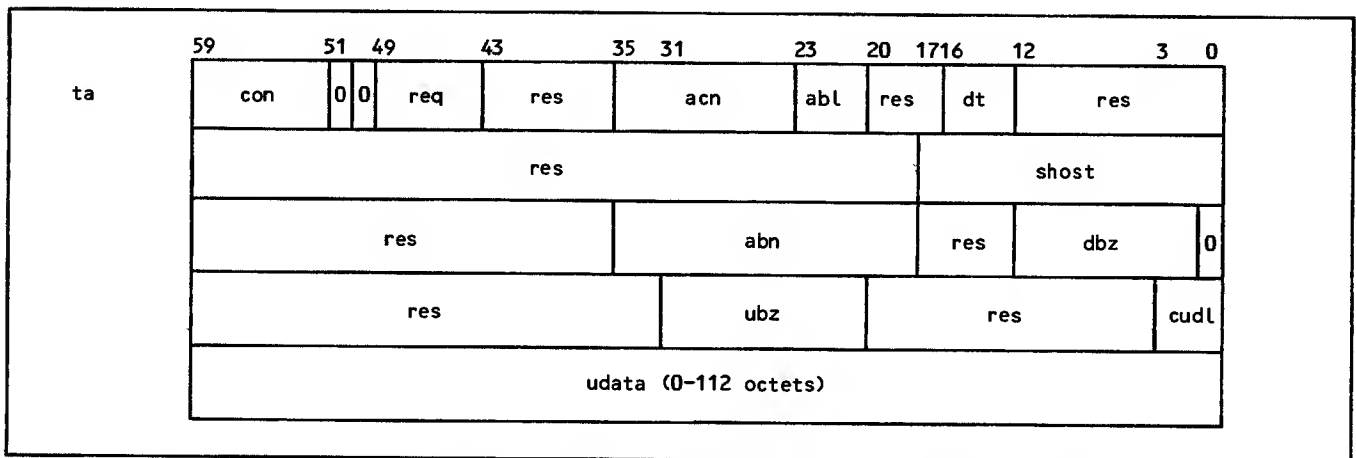 59 51 49 43 35 31 23 20 1716 12 3 0
ta con 0 0 req res acn abl res dt res
res shost
res abn res dbz 0
res ubz res cudl
udata (0-112 octets)